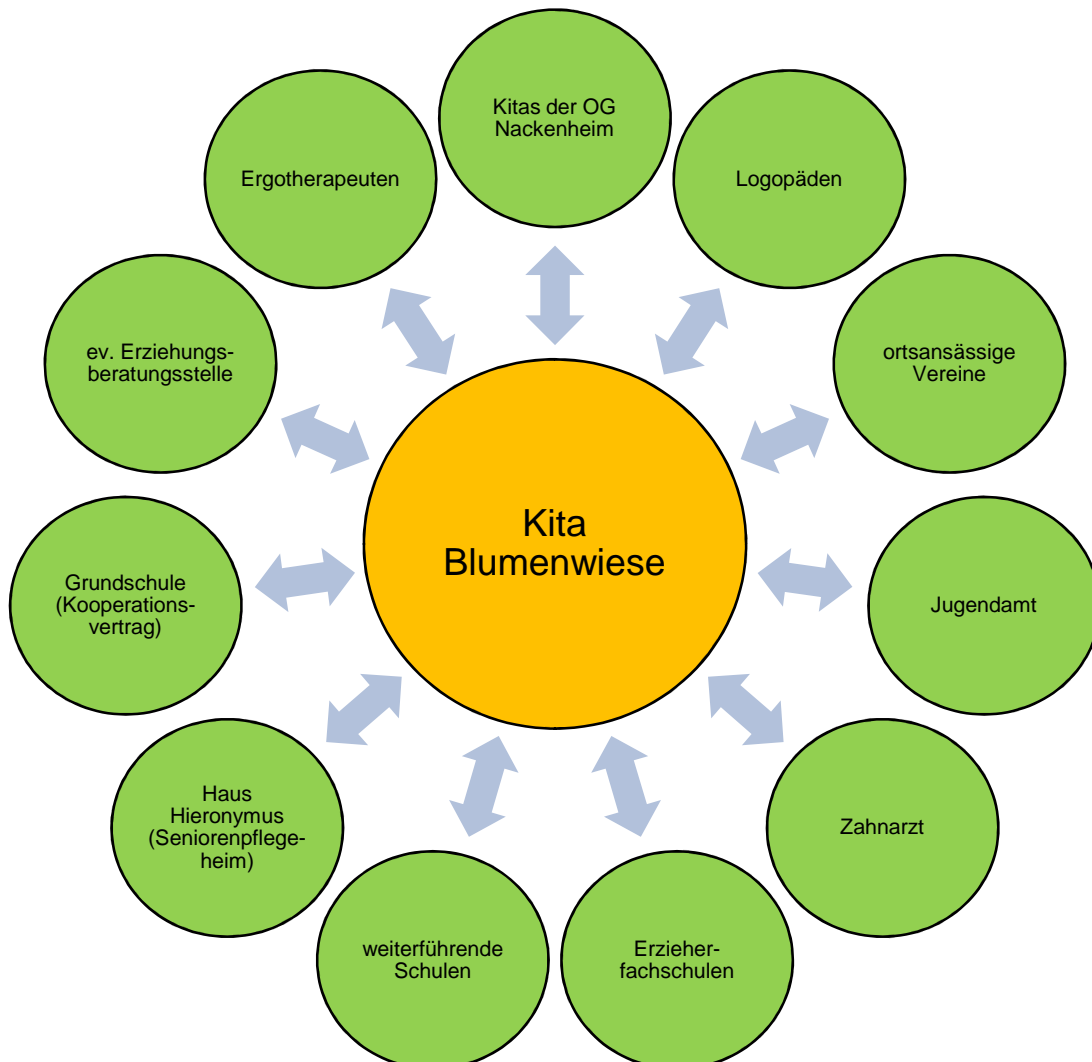 Kitas der OG
Nackenheim
Logopäden
ortsansässige
Vereine
Jugendamt
Zahnarzt
Erzieher-
fachschulen
weiterführende
Schulen
Haus
Hieronymus
(Seniorenpflege-
heim)
Grundschule
(Kooperations-
vertrag)
ev. Erziehungs-
beratungsstelle
Ergotherapeuten
Kita
Blumenwiese